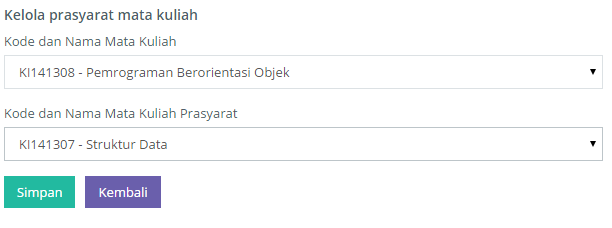 Kelola prasyarat mata kuliah
Kode dan Nama Mata Kuliah
KI141308 - Pemrograman Berorientasi Objek
Kode dan Nama Mata Kuliah Prasyarat
KI141307 - Struktur Data
Simpan Kembali